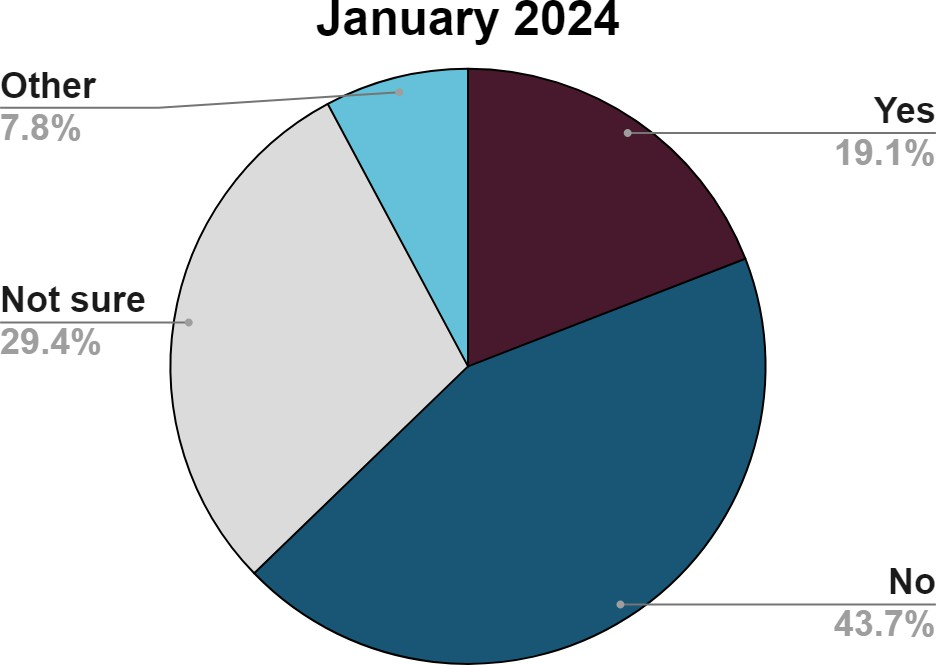 January 2024
Other
7.8%
Yes
19.1%
Not sure
29.4%
No
43.7%